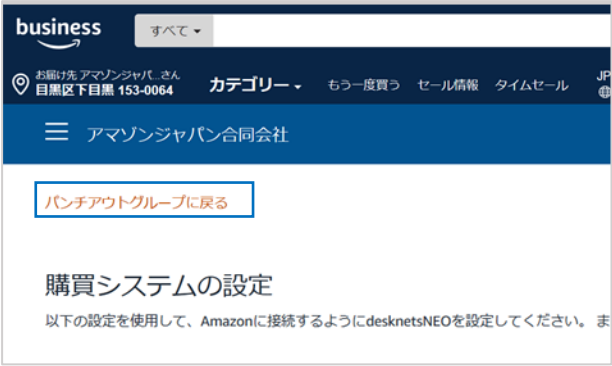 business
すべて
お届け先 アマゾンジャパ...さん
目黒区下目黒 153-0064
カテゴリー
もう一度買う セール情報 タイムセール
JP
アマゾンジャパン合同会社
パンチアウトグループに戻る
購買システムの設定
以下の設定を使用して、Amazonに接続するようにdesknetsNEOを設定してください。 ま